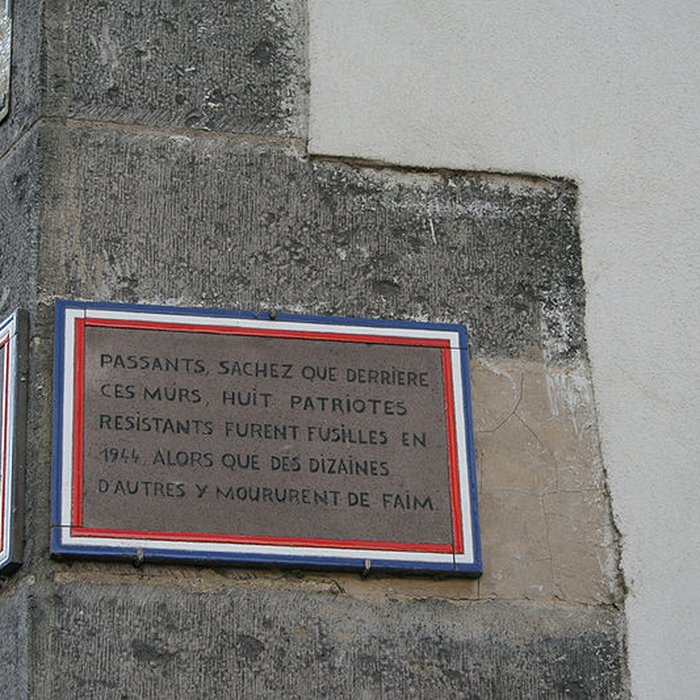 PASSANTS, SACHEZ QUE DERRIERE
CES MURS, HUIT PATRIOTES
RESISTANTS FURENT FUSILLES EN
1944, ALORS QUE DES DIZAINES
D'AUTRES Y MOURURENT DE FAIM.